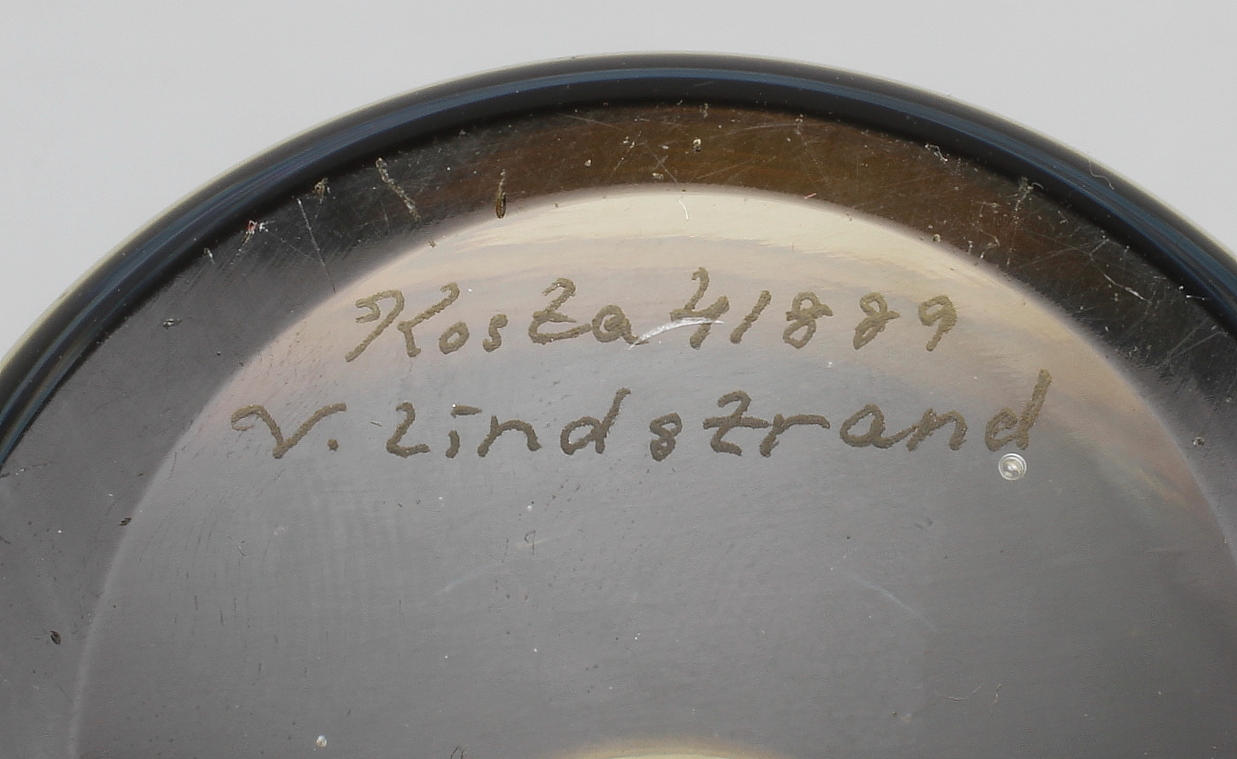 Kosta 41889
V. Lindstrand